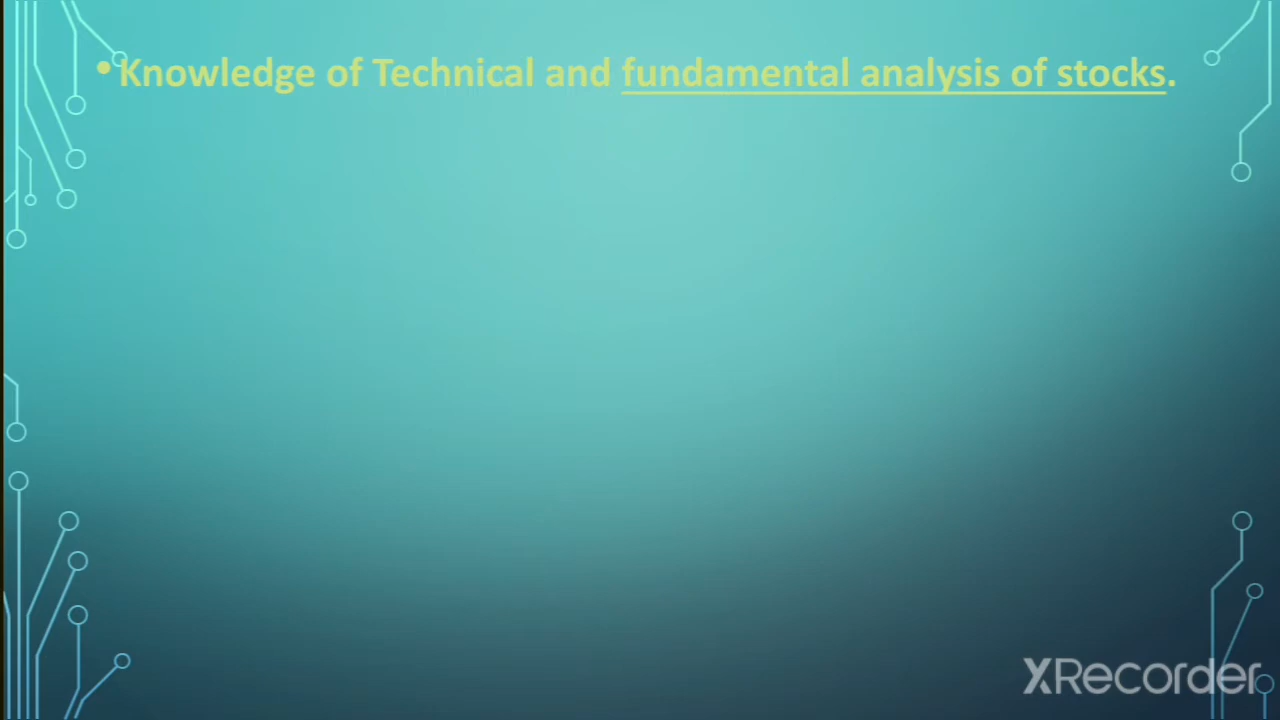 • Knowledge of Technical and fundamental analysis of stocks.
XRecorder